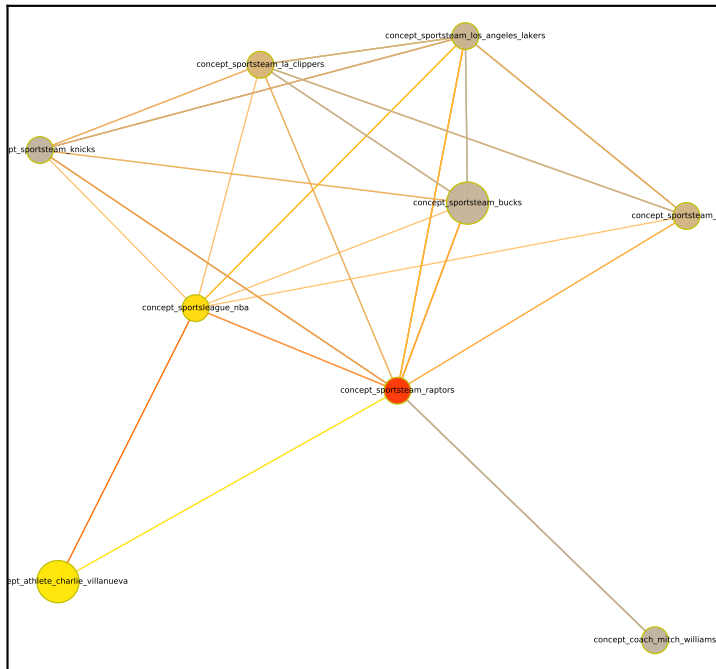 concept_sportsteam_los_angeles_lakers
concept_sportsteam_la_clippers
pt_sportsteam_knicks
concept_sportsteam_bucks
concept_sportsteam_
concept_sportsleague_nba
concept_sportsteam_raptors
ept_athlete_charlie_villanueva
concept_coach_mitch_williams